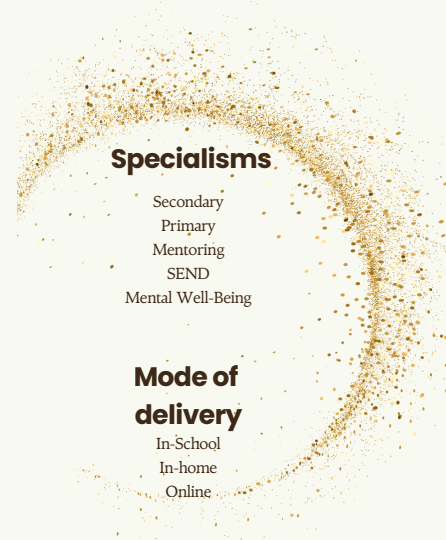 Specialisms
Secondary
Primary
Mentoring
SEND
Mental Well-Being
Mode of
delivery
In-School
In-home
Online